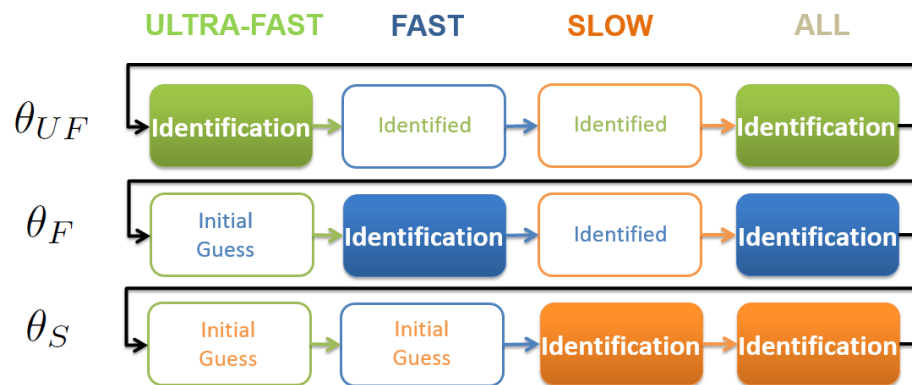 ULTRA-FAST FAST SLOW ALL
θ_UF Identification Identified Identified Identification
θ_F Initial Guess Identification Identified Identification
θ_S Initial Guess Initial Guess Identification Identification